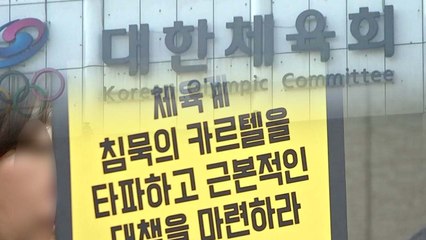 대한체육회
Korean Olympic Committee
체육계
침묵의 카르텔을
타파하고 근본적인
대책을 마련하라